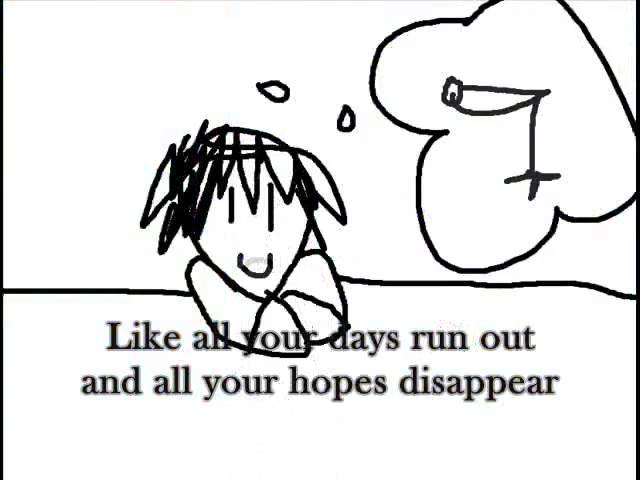 Like all your days run out
and all your hopes disappear